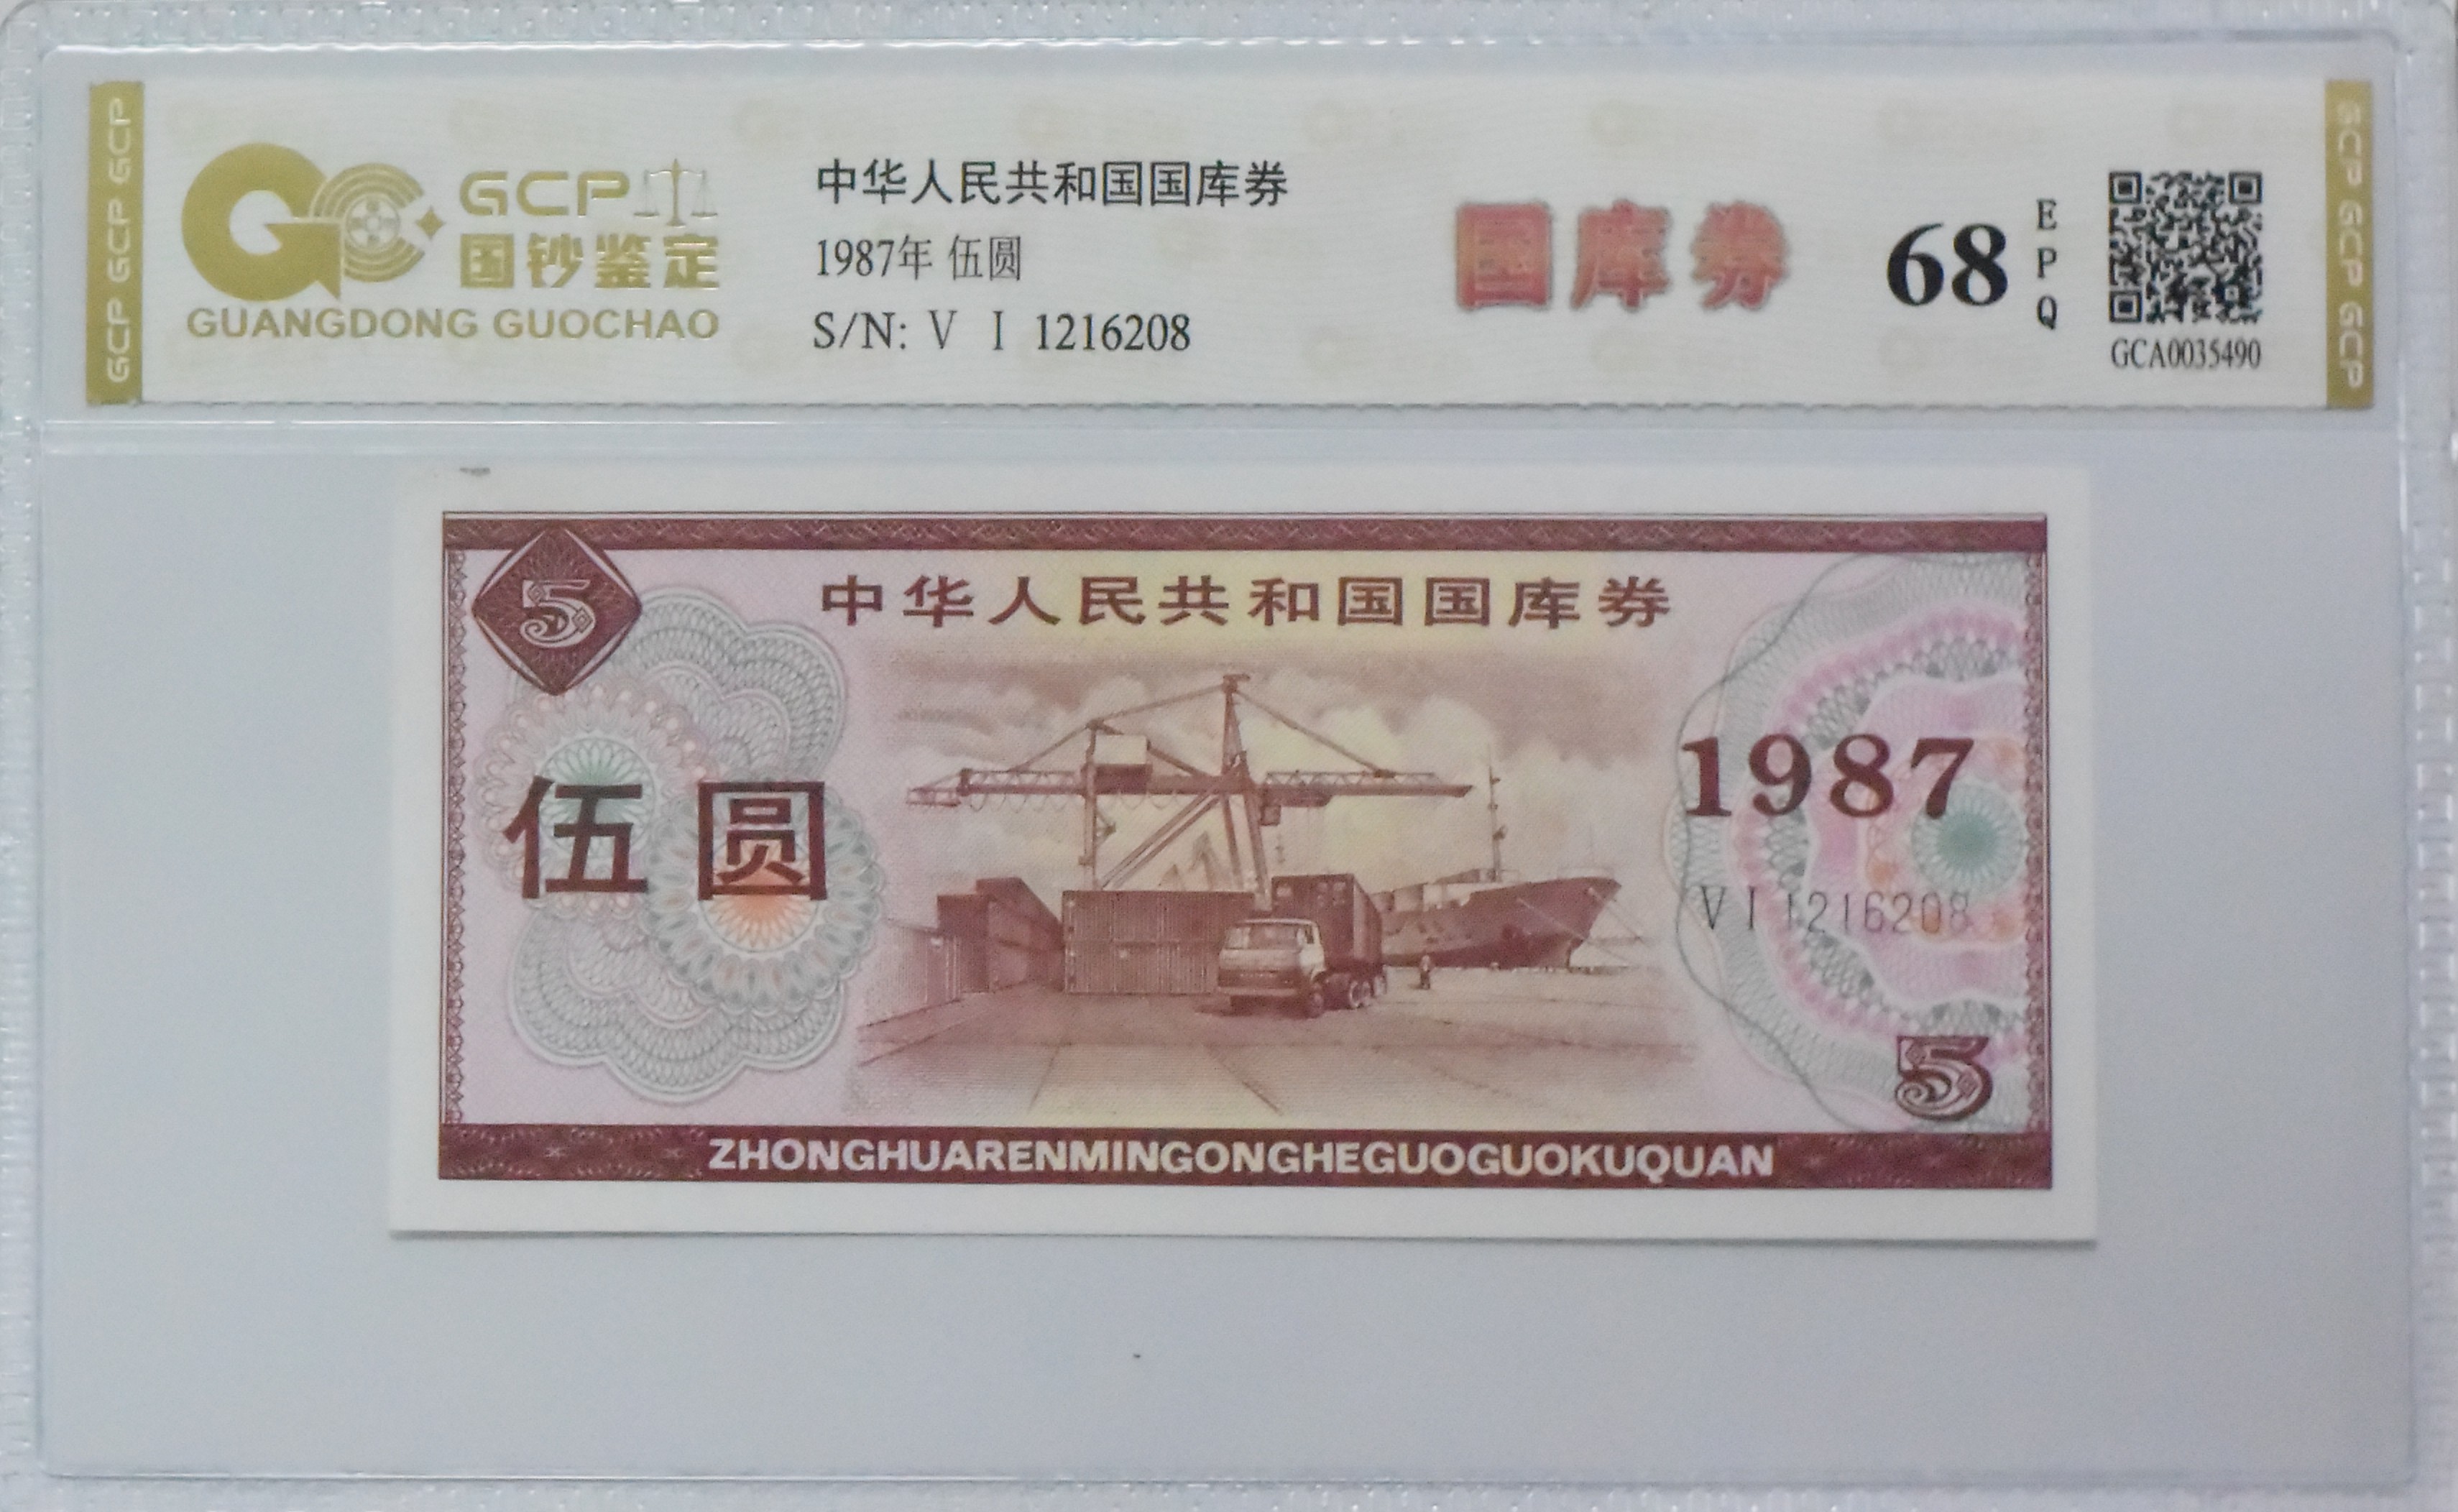 GCP GCP GCP
GCP
国钞鉴定
GUANGDONG GUOCHAO
中华人民共和国国库券
1987年 伍圆
S/N: V I 1216208
国库券
68
EPQ
GCA0035490
GCP GCP GCP
5
中华人民共和国国库券
伍圆
1987
VI 1216208
5
ZHONGHUARENMINGONGHEGUOGUOKUQUAN